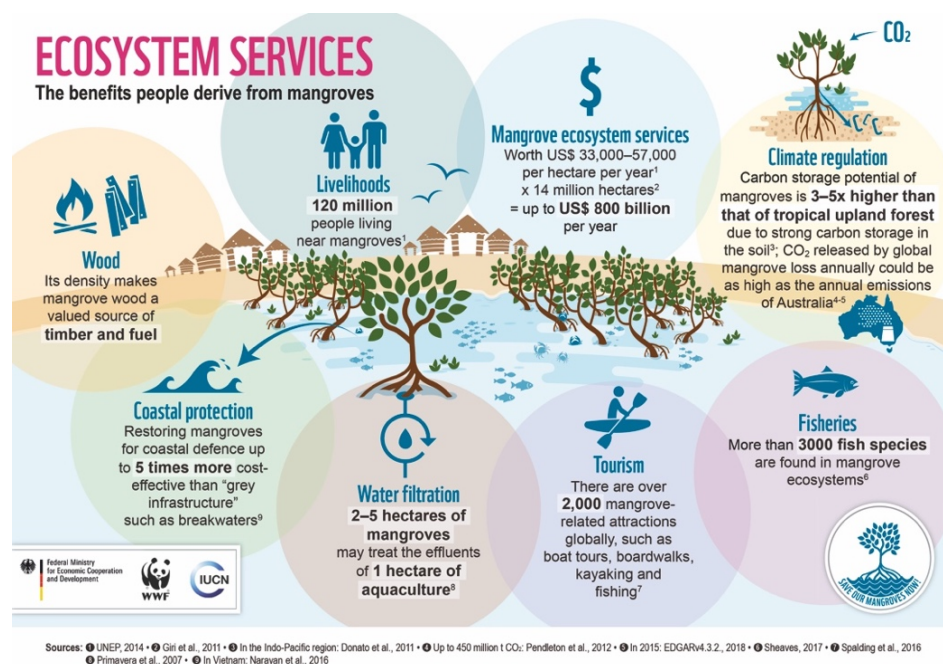 ECOSYSTEM SERVICES
The benefits people derive from mangroves
Livelihoods
120 million
people living
near mangroves¹
$
Mangrove ecosystem services
Worth US$ 33,000–57,000
per hectare per year¹
x 14 million hectares²
= up to US$ 800 billion
per year
CO₂
C C C
Climate regulation
Carbon storage potential of
mangroves is 3–5x higher than
that of tropical upland forest
due to strong carbon storage in
the soil³; CO₂ released by global
mangrove loss annually could be
as high as the annual emissions
of Australia⁴⁻⁵
Wood
Its density makes
mangrove wood a
valued source of
timber and fuel
Coastal protection
Restoring mangroves
for coastal defence up
to 5 times more cost-
effective than “grey
infrastructure”
such as breakwaters⁹
Water filtration
2–5 hectares of
mangroves
may treat the effluents
of 1 hectare of
aquaculture⁸
Tourism
There are over
2,000 mangrove-
related attractions
globally, such as
boat tours, boardwalks,
kayaking and
fishing⁷
Fisheries
More than 3000 fish species
are found in mangrove
ecosystems⁶
Federal Ministry
for Economic Cooperation
and Development
WWF
IUCN
SAVE OUR MANGROVES NOW!
Sources: ❶ UNEP, 2014 • ❷ Giri et al., 2011 • ❸ In the Indo-Pacific region: Donato et al., 2011 • ❹ Up to 450 million t CO₂: Pendleton et al., 2012 • ❺ In 2015: EDGARv4.3.2., 2018 • ❻ Sheaves, 2017 • ❼ Spalding et al., 2016
❽ Primavera et al., 2007 • ❾ In Vietnam: Narayan et al., 2016